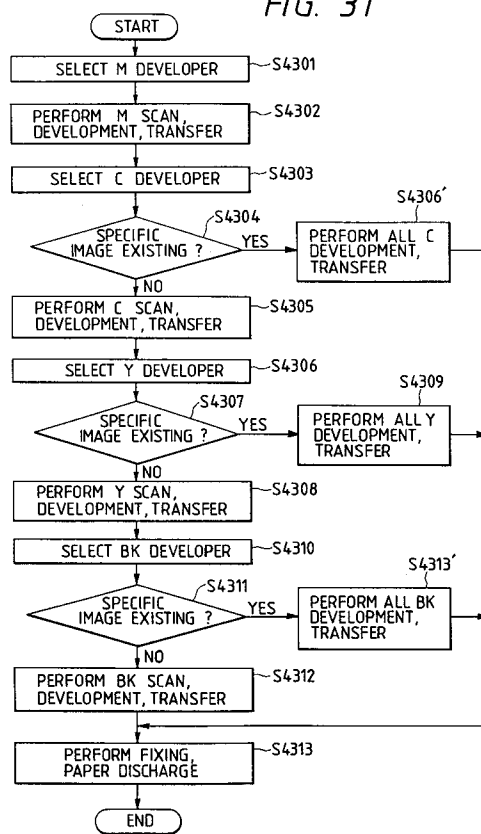 FIG. 31
START
SELECT M DEVELOPER
S4301
PERFORM M SCAN,
DEVELOPMENT, TRANSFER
S4302
SELECT C DEVELOPER
S4303
SPECIFIC
IMAGE EXISTING ?
S4304
YES
NO
PERFORM ALL C
DEVELOPMENT,
TRANSFER
S4306'
PERFORM C SCAN,
DEVELOPMENT, TRANSFER
S4305
SELECT Y DEVELOPER
S4306
SPECIFIC
IMAGE EXISTING ?
S4307
YES
NO
PERFORM ALL Y
DEVELOPMENT,
TRANSFER
S4309
PERFORM Y SCAN,
DEVELOPMENT, TRANSFER
S4308
SELECT BK DEVELOPER
S4310
SPECIFIC
IMAGE EXISTING ?
S4311
YES
NO
PERFORM ALL BK
DEVELOPMENT,
TRANSFER
S4313'
PERFORM BK SCAN,
DEVELOPMENT, TRANSFER
S4312
PERFORM FIXING,
PAPER DISCHARGE
S4313
END